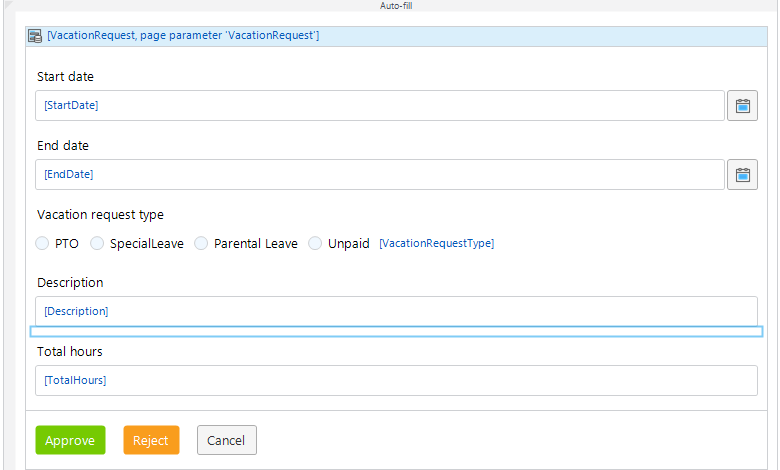 Auto-fill
[VacationRequest, page parameter 'VacationRequest']
Start date
[StartDate]
End date
[EndDate]
Vacation request type
PTO SpecialLeave Parental Leave Unpaid [VacationRequestType]
Description
[Description]
Total hours
[TotalHours]
Approve Reject Cancel